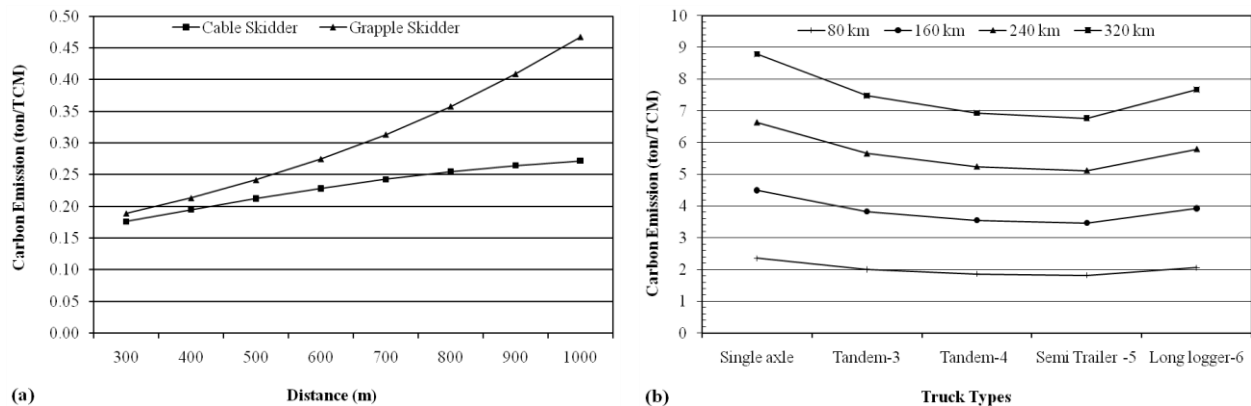 Cable Skidder Grapple Skidder
Carbon Emission (ton/TCM)
0.50
0.45
0.40
0.35
0.30
0.25
0.20
0.15
0.10
0.05
0.00
300 400 500 600 700 800 900 1000
(a) Distance (m)
80 km 160 km 240 km 320 km
Carbon Emission (ton/TCM)
10
9
8
7
6
5
4
3
2
1
0
Single axle Tandem-3 Tandem-4 Semi Trailer -5 Long logger-6
(b) Truck Types